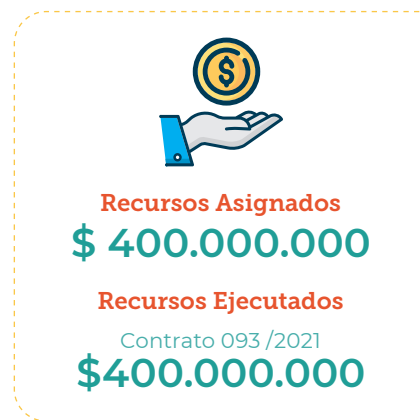 Recursos Asignados
$ 400.000.000
Recursos Ejecutados
Contrato 093 /2021
$400.000.000